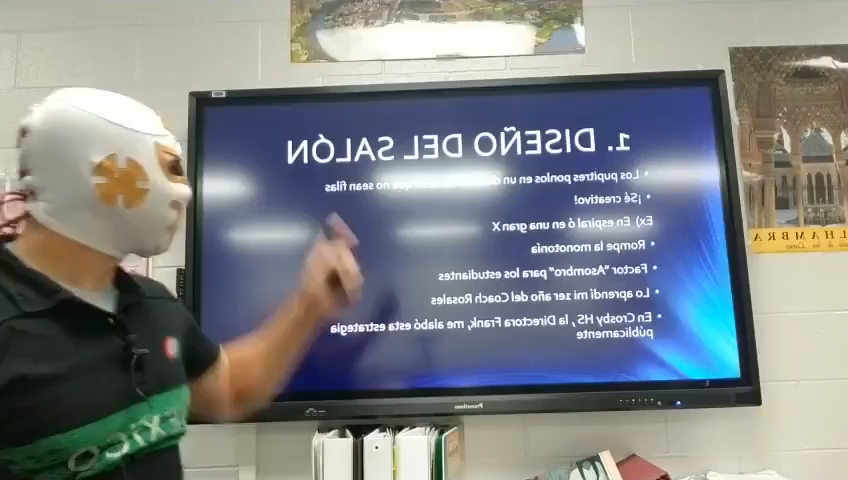 1. DISEÑO DEL SALÓN
• Los pupitres ponlos en un que no sean filas
• ¡Sé creativo!
Ex) En espiral ó en una gran X
• Rompe la monotonía
• Factor "Asombro" para los estudiantes
• Lo aprendí mi 1er año del Coach Rosales
• En Crosby HS, la Directora Frank, me alabó esta estrategia
públicamente
Promethean
ALHAMBRA
MEXICO